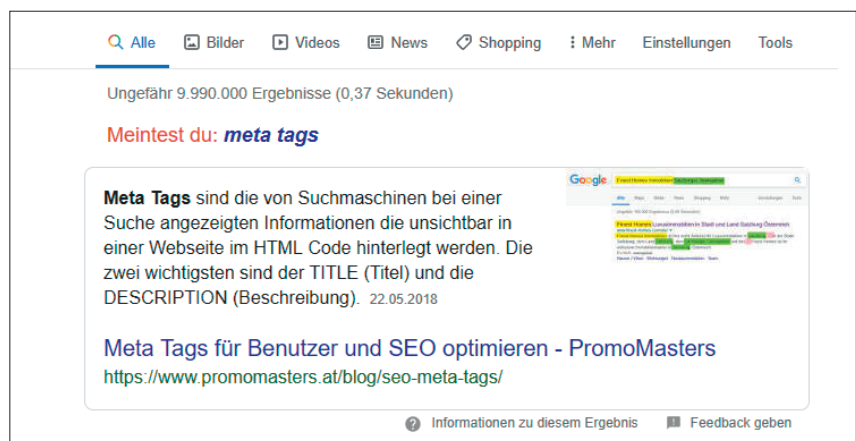 Alle Bilder Videos News Shopping Mehr Einstellungen Tools
Ungefähr 9.990.000 Ergebnisse (0,37 Sekunden)
Meintest du: meta tags
Meta Tags sind die von Suchmaschinen bei einer
Suche angezeigten Informationen die unsichtbar in
einer Webseite im HTML Code hinterlegt werden. Die
zwei wichtigsten sind der TITLE (Titel) und die
DESCRIPTION (Beschreibung). 22.05.2018
Google
Meta Tags für Benutzer und SEO optimieren - PromoMasters
https://www.promomasters.at/blog/seo-meta-tags/
Informationen zu diesem Ergebnis Feedback geben